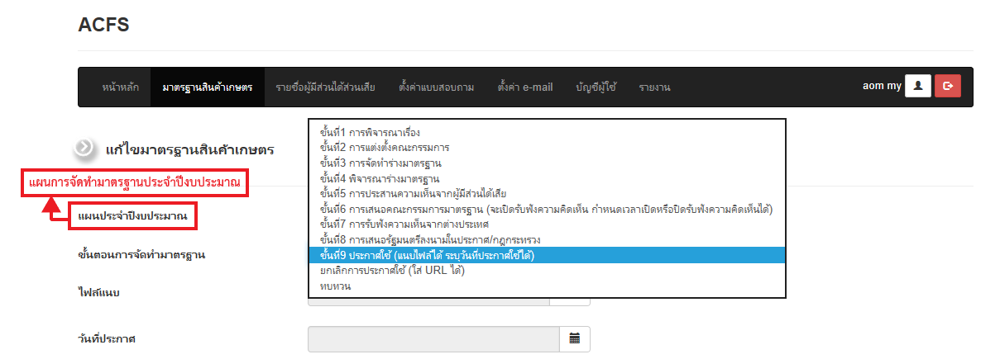 ACFS
หน้าหลัก มาตรฐานสินค้าเกษตร รายชื่อผู้มีส่วนได้ส่วนเสีย ตั้งค่าแบบสอบถาม ตั้งค่า e-mail บัญชีผู้ใช้ รายงาน aom my
แก้ไขมาตรฐานสินค้าเกษตร
แผนการจัดทำมาตรฐานประจำปีงบประมาณ
แผนประจำปีงบประมาณ
ขั้นตอนการจัดทำมาตรฐาน
ขั้นที่1 การพิจารณาเรื่อง
ขั้นที่2 การแต่งตั้งคณะกรรมการ
ขั้นที่3 การจัดทำร่างมาตรฐาน
ขั้นที่4 พิจารณาร่างมาตรฐาน
ขั้นที่5 การประสานความเห็นจากผู้มีส่วนได้เสีย
ขั้นที่6 การเสนอคณะกรรมการมาตรฐาน (จะเปิดรับฟังความคิดเห็น กำหนดเวลาเปิดหรือปิดรับฟังความคิดเห็นได้)
ขั้นที่7 การรับฟังความเห็นจากต่างประเทศ
ขั้นที่8 การเสนอรัฐมนตรีลงนามในประกาศ/กฎกระทรวง
ขั้นที่9 ประกาศใช้ (แนบไฟล์ได้ ระบุวันที่ประกาศใช้ได้)
ยกเลิกการประกาศใช้ (ใส่ URL ได้)
ทบทวน
ไฟล์แนบ
วันที่ประกาศ